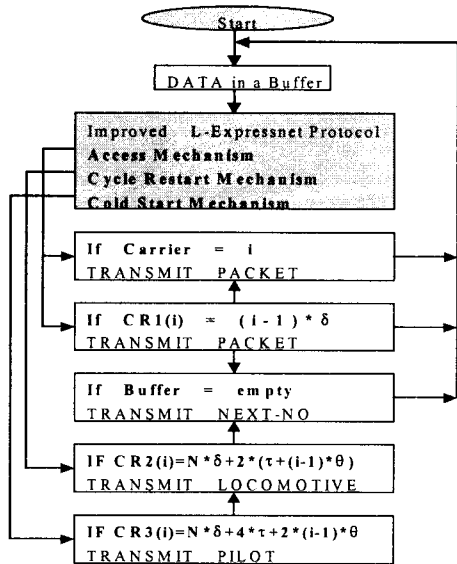 Start
DATA in a Buffer
Improved L-Expressnet Protocol
Access Mechanism
Cycle Restart Mechanism
Cold Start Mechanism
If Carrier = i
TRANSMIT PACKET
If CR1(i) = (i-1)*δ
TRANSMIT PACKET
If Buffer = empty
TRANSMIT NEXT-NO
IF CR2(i)=N*δ+2*(τ+(i-1)*θ)
TRANSMIT LOCOMOTIVE
IF CR3(i)=N*δ+4*τ+2*(i-1)*θ
TRANSMIT PILOT